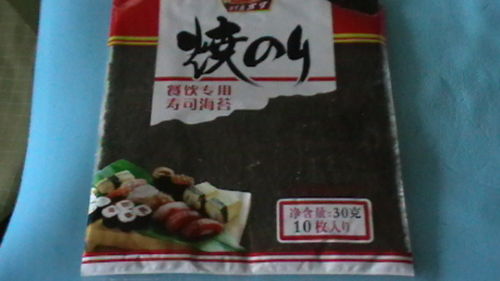 焼のり
餐饮专用
寿司海苔
净含量:30克
10枚入り